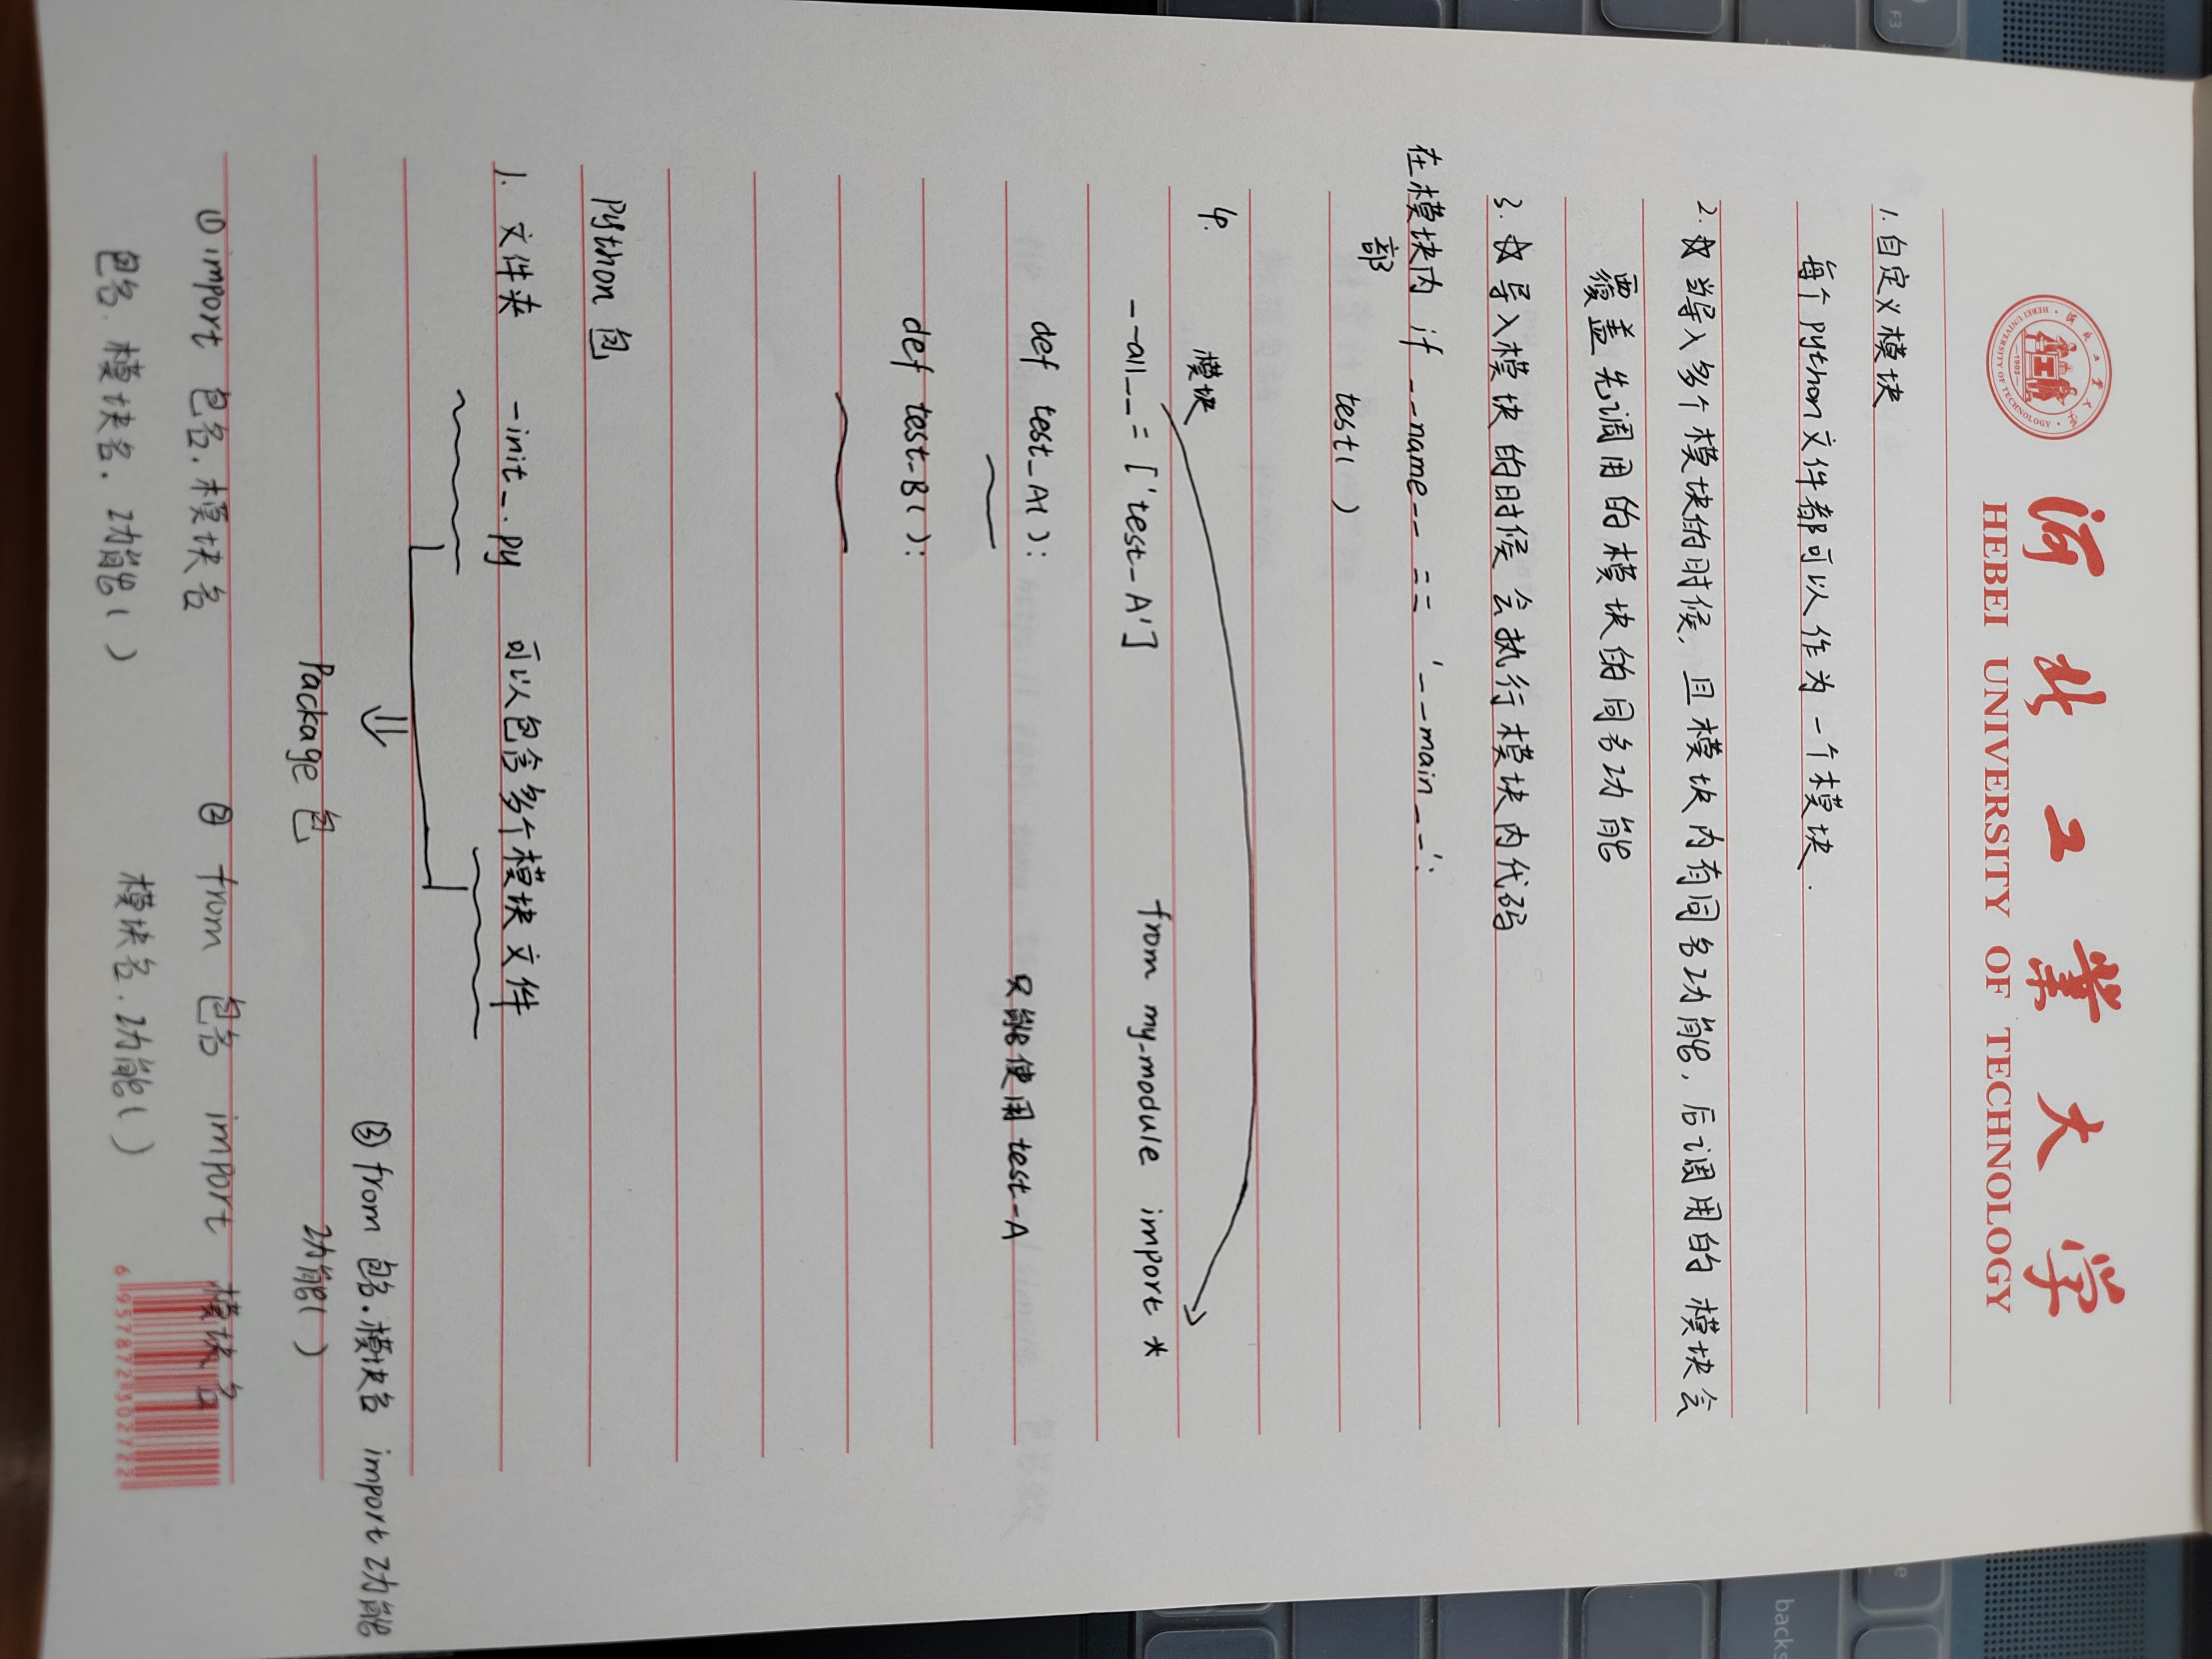 河北工業大学
HEBEI UNIVERSITY OF TECHNOLOGY
1. 自定义模块
每个python文件都可以作为一个模块.
2. ☆当导入多个模块的时候, 且模块内有同名功能, 后调用的模块会
覆盖先调用的模块的同名功能
3. ☆导入模块的时候会执行模块内代码
在模块内 if __name__ == '__main__':
部
test( )
4. 模块
__all__ = ['test_A'] from my_module import *
def test_A( ):
只能使用 test_A
def test_B( ):
Python 包
1. 文件夹 _init_.py 可以包含多个模块文件
Package 包
③ from 包名.模块名 import 功能
功能( )
① import 包名.模块名
包名.模块名.功能( )
② from 包名 import 模块名
模块名.功能( )
6 957872 302722